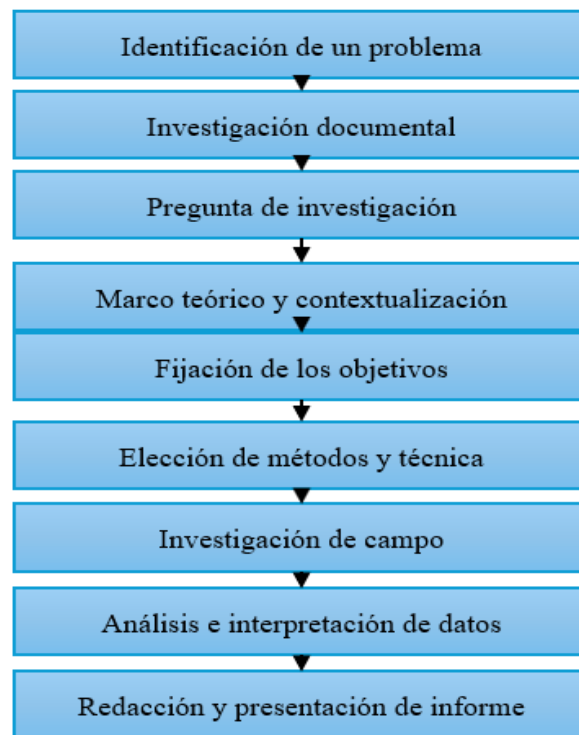 Identificación de un problema
Investigación documental
Pregunta de investigación
Marco teórico y contextualización
Fijación de los objetivos
Elección de métodos y técnica
Investigación de campo
Análisis e interpretación de datos
Redacción y presentación de informe